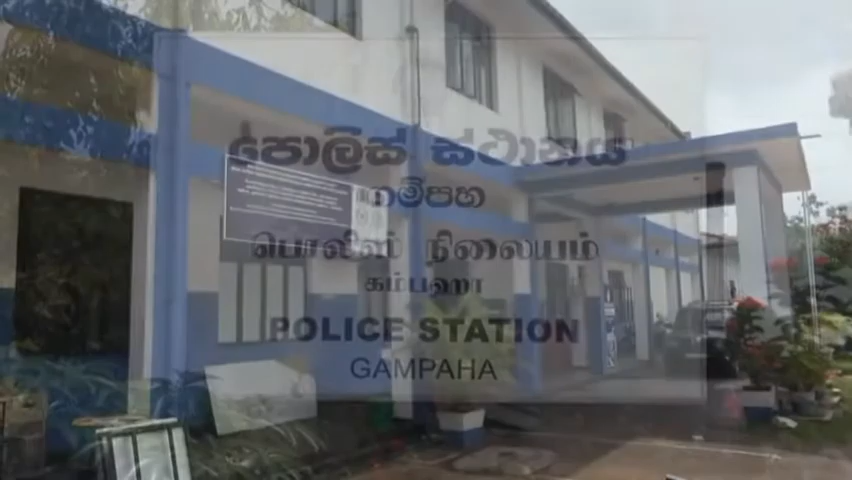 පොලිස් ස්ථානය
ගම්පහ
பொலிஸ் நிலையம்
கம்பஹா
POLICE STATION
GAMPAHA